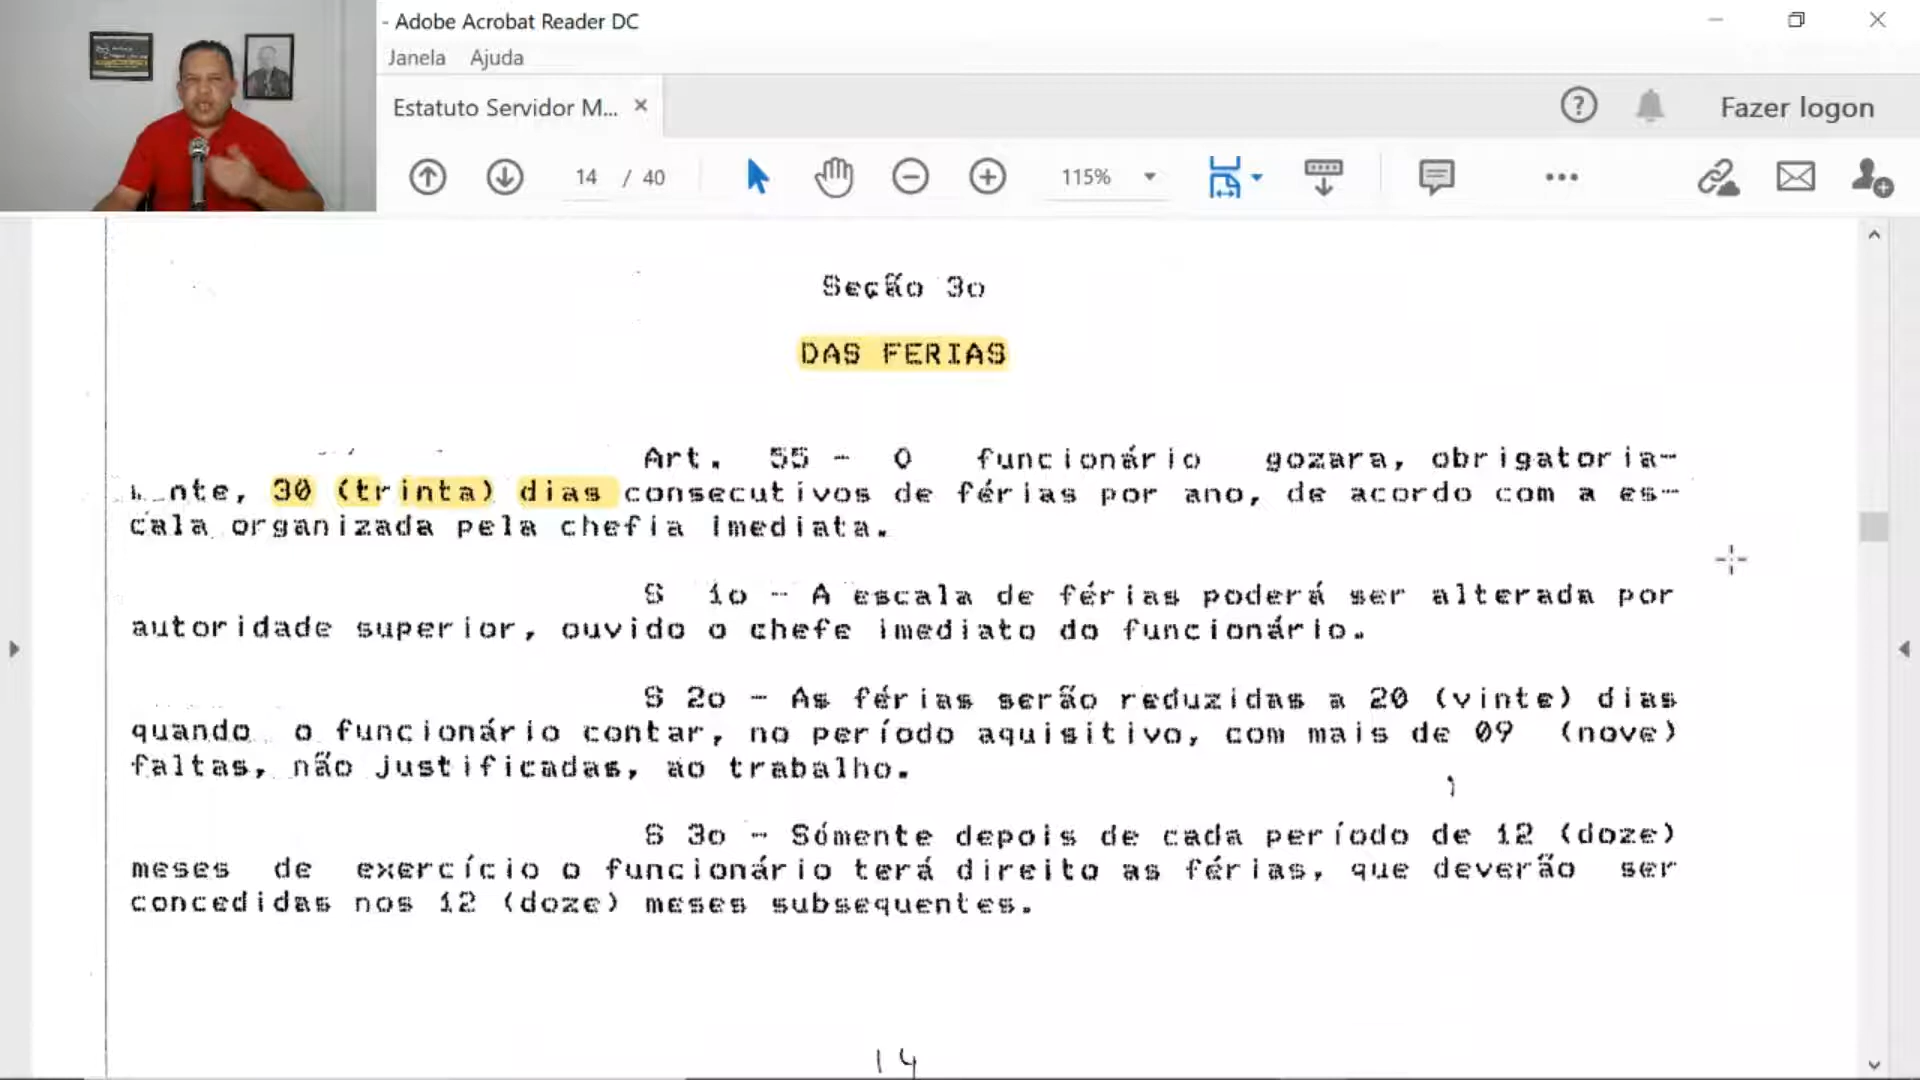 - Adobe Acrobat Reader DC
Janela Ajuda
Estatuto Servidor M...
Fazer logon
14 / 40
115%
Seção 3o
DAS FERIAS
Art. 55 - O funcionário gozara, obrigatoria-
nte, 30 (trinta) dias consecutivos de férias por ano, de acordo com a es-
cala organizada pela chefia imediata.
S 1o - A escala de férias poderá ser alterada por
autoridade superior, ouvido o chefe imediato do funcionário.
S 2o - As férias serão reduzidas a 20 (vinte) dias
quando o funcionário contar, no período aquisitivo, com mais de 09 (nove)
faltas, não justificadas, ao trabalho.
S 3o - Sómente depois de cada período de 12 (doze)
meses de exercício o funcionário terá direito as férias, que deverão ser
concedidas nos 12 (doze) meses subsequentes.
14